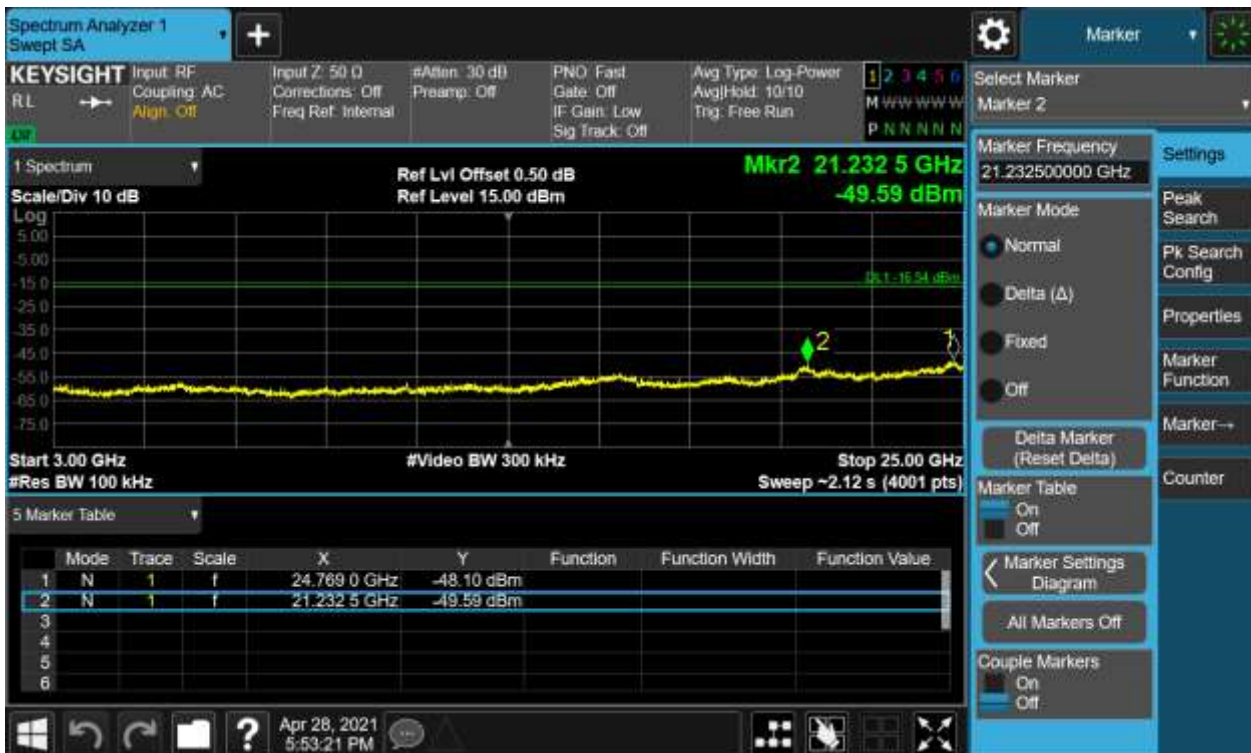 Spectrum Analyzer 1
Swept SA
+
Marker
KEYSIGHT
RL
Input: RF
Coupling: AC
Align: Off
Input Z: 50 Ω
Corrections: Off
Freq Ref: Internal
#Atten: 30 dB
Preamp: Off
PNO: Fast
Gate: Off
IF Gain: Low
Sig Track: Off
Avg Type: Log-Power
Avg|Hold: 10/10
Trig: Free Run
1 2 3 4 5 6
M W W W W W
P N N N N N
Select Marker
Marker 2
1 Spectrum
Scale/Div 10 dB
Log
Ref Lvl Offset 0.50 dB
Ref Level 15.00 dBm
Mkr2 21.232 5 GHz
-49.59 dBm
5.00
-5.00
-15.0
-25.0
-35.0
-45.0
-55.0
-65.0
-75.0
DL1 -16.54 dBm
2
1
Start 3.00 GHz
#Res BW 100 kHz
#Video BW 300 kHz
Stop 25.00 GHz
Sweep ~2.12 s (4001 pts)
5 Marker Table
Mode Trace Scale X Y Function Function Width Function Value
1 N 1 f 24.769 0 GHz -48.10 dBm
2 N 1 f 21.232 5 GHz -49.59 dBm
3
4
5
6
Marker Frequency
21.232500000 GHz
Marker Mode
Normal
Delta (Δ)
Fixed
Off
Delta Marker
(Reset Delta)
Marker Table
On
Off
Marker Settings
Diagram
All Markers Off
Couple Markers
On
Off
Settings
Peak
Search
Pk Search
Config
Properties
Marker
Function
Marker→
Counter
?
Apr 28, 2021
5:53:21 PM